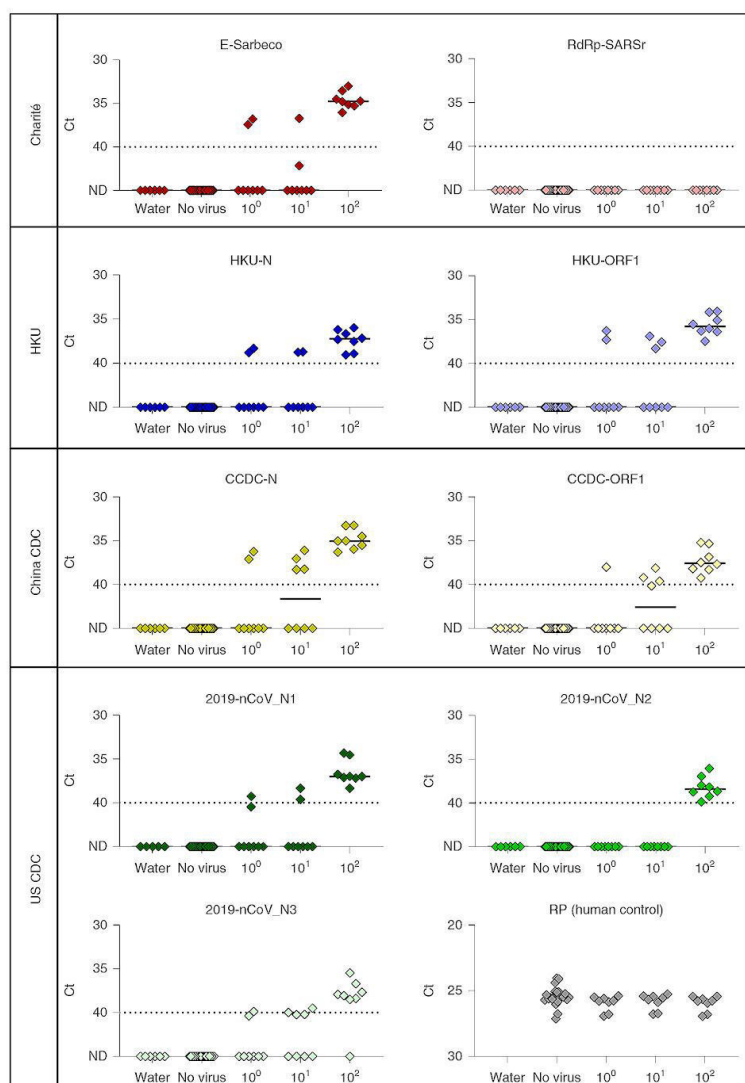 Charité
E-Sarbeco
Ct
30
35
40
ND
Water No virus 10⁰ 10¹ 10²
RdRp-SARSr
Ct
30
35
40
ND
Water No virus 10⁰ 10¹ 10²
HKU
HKU-N
Ct
30
35
40
ND
Water No virus 10⁰ 10¹ 10²
HKU-ORF1
Ct
30
35
40
ND
Water No virus 10⁰ 10¹ 10²
China CDC
CCDC-N
Ct
30
35
40
ND
Water No virus 10⁰ 10¹ 10²
CCDC-ORF1
Ct
30
35
40
ND
Water No virus 10⁰ 10¹ 10²
US CDC
2019-nCoV_N1
Ct
30
35
40
ND
Water No virus 10⁰ 10¹ 10²
2019-nCoV_N2
Ct
30
35
40
ND
Water No virus 10⁰ 10¹ 10²
2019-nCoV_N3
Ct
30
35
40
ND
Water No virus 10⁰ 10¹ 10²
RP (human control)
Ct
20
25
30
Water No virus 10⁰ 10¹ 10²